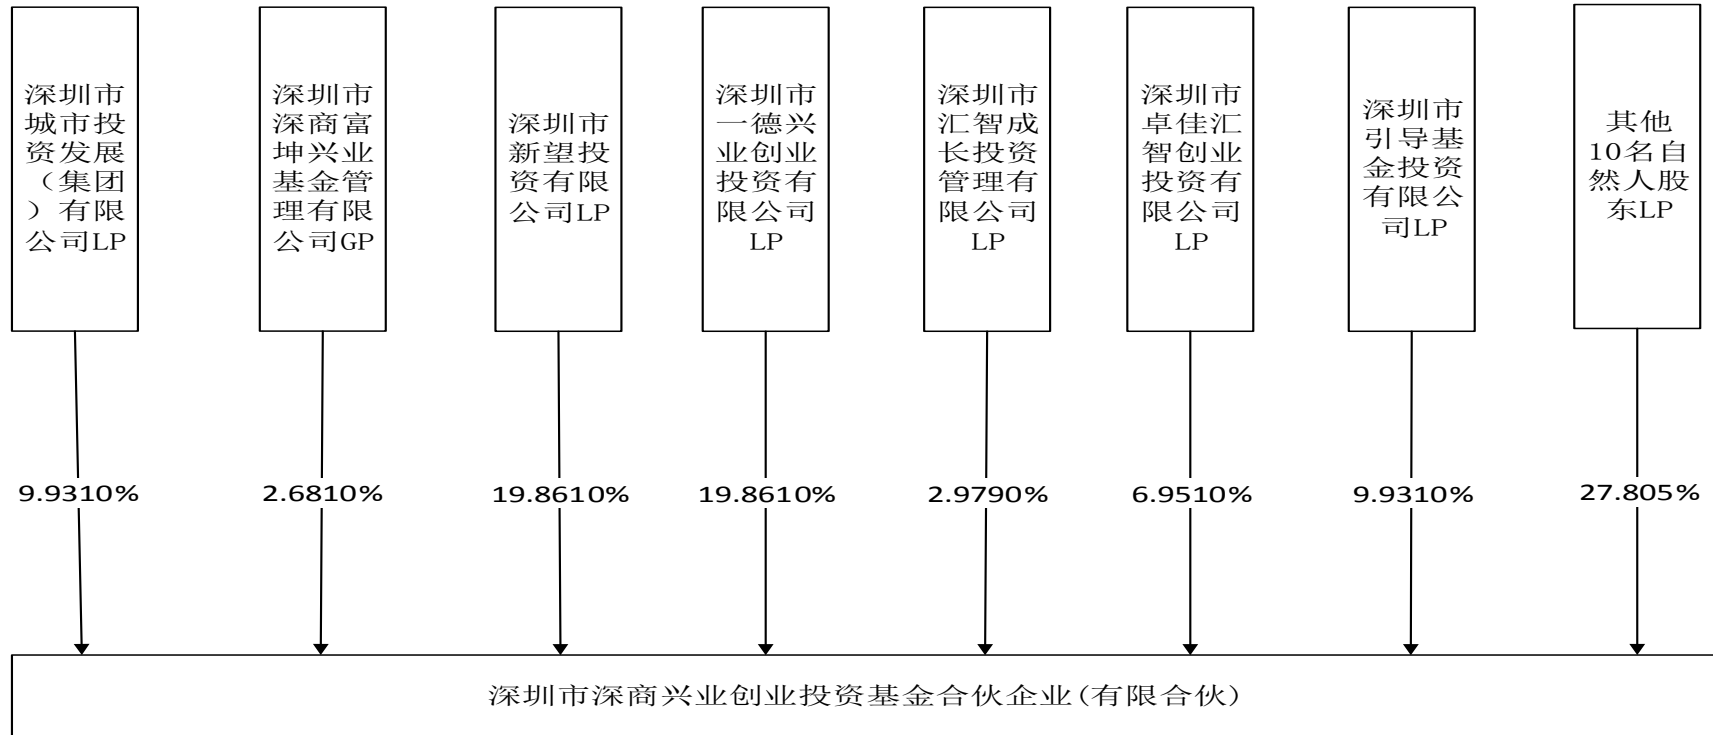 深圳市
城市投
资发展
（集团
）有限
公司LP
深圳市
深商富
坤兴业
基金管
理有限
公司GP
深圳市
新望投
资有限
公司LP
深圳市
一德兴
业创业
投资有
限公司
LP
深圳市
汇智成
长投资
管理有
限公司
LP
深圳市
卓佳汇
智创业
投资有
限公司
LP
深圳市
引导基
金投资
有限公
司LP
其他
10名自
然人股
东LP
9.9310%
2.6810%
19.8610%
19.8610%
2.9790%
6.9510%
9.9310%
27.805%
深圳市深商兴业创业投资基金合伙企业(有限合伙)